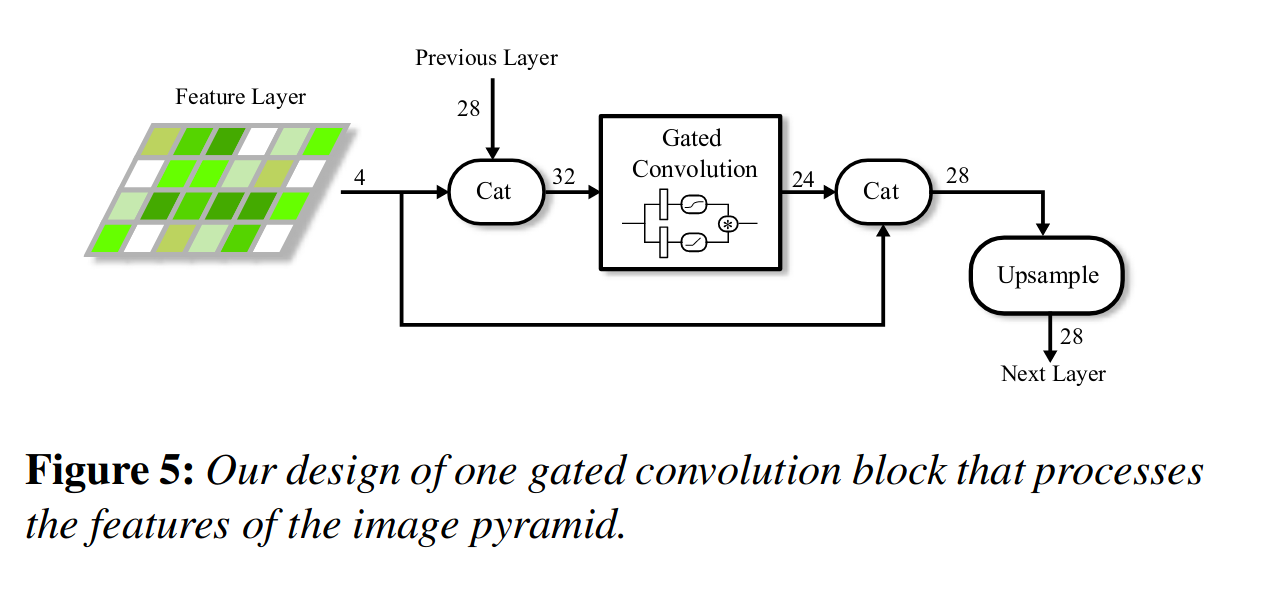 Previous Layer
Feature Layer
28
4
Cat
32
Gated
Convolution
*
24
Cat
28
Upsample
28
Next Layer
Figure 5: Our design of one gated convolution block that processes
the features of the image pyramid.